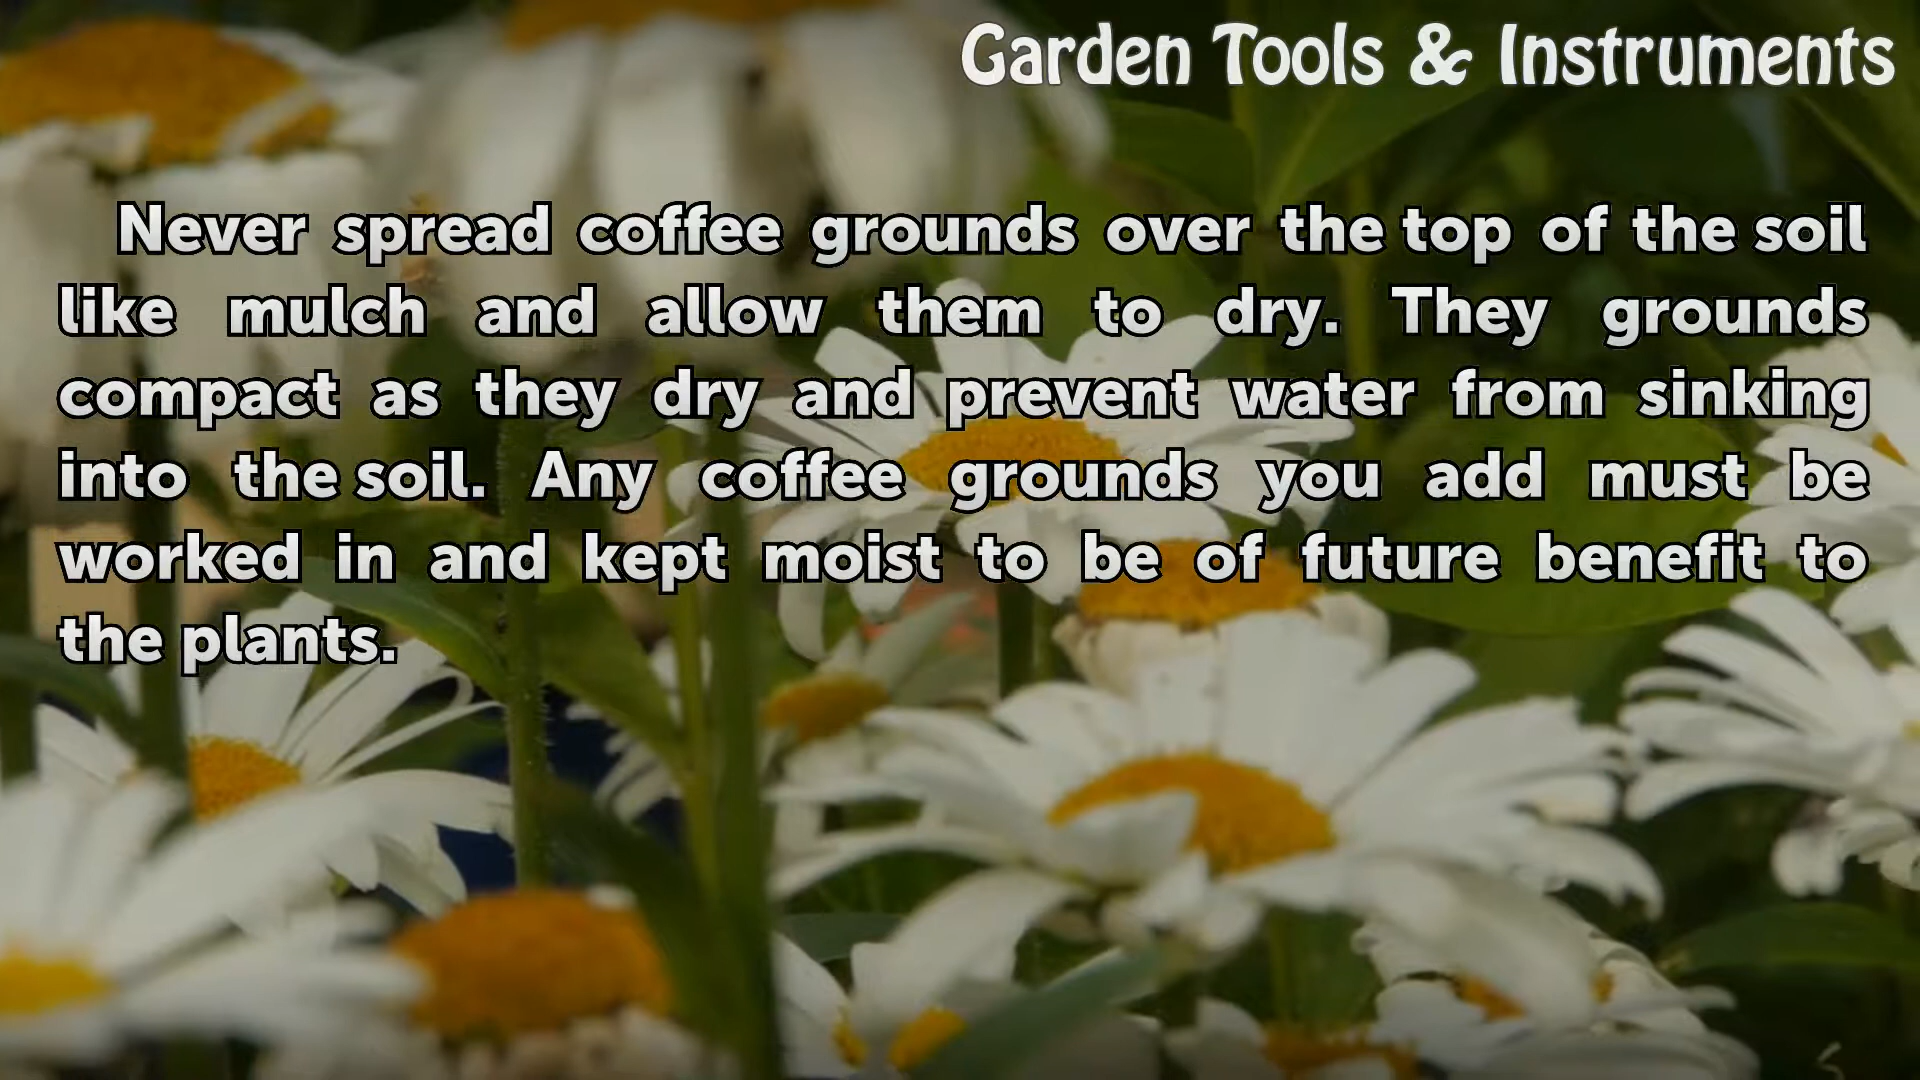 Garden Tools & Instruments
Never spread coffee grounds over the top of the soil
like mulch and allow them to dry. They grounds
compact as they dry and prevent water from sinking
into the soil. Any coffee grounds you add must be
worked in and kept moist to be of future benefit to
the plants.